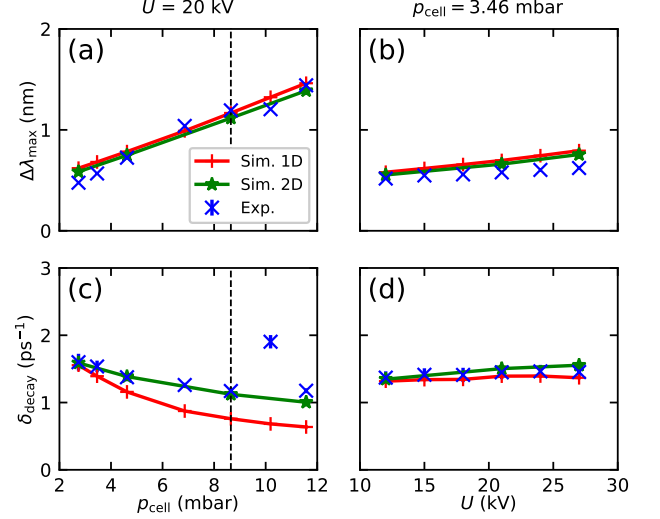 U = 20 kV
p_cell = 3.46 mbar
(a)
(b)
2
1
0
Δλ_max (nm)
Sim. 1D
Sim. 2D
Exp.
(c)
(d)
3
2
1
0
δ_decay (ps⁻¹)
2 4 6 8 10 12
10 15 20 25 30
p_cell (mbar)
U (kV)